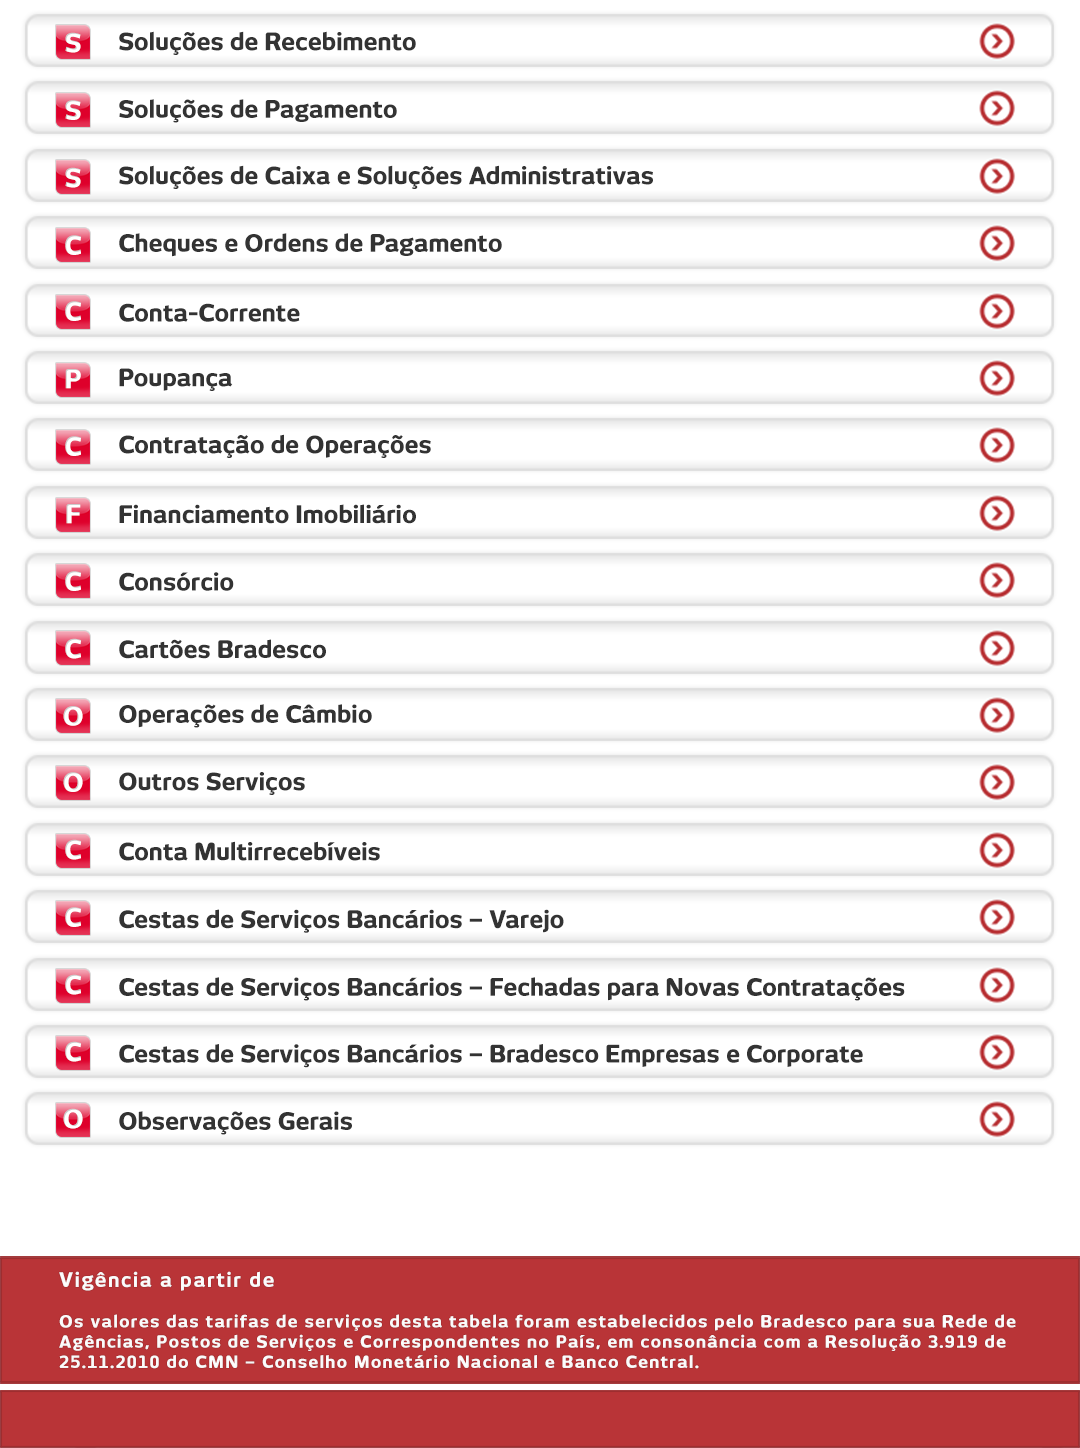 S Soluções de Recebimento
S Soluções de Pagamento
S Soluções de Caixa e Soluções Administrativas
C Cheques e Ordens de Pagamento
C Conta-Corrente
P Poupança
C Contratação de Operações
F Financiamento Imobiliário
C Consórcio
C Cartões Bradesco
O Operações de Câmbio
O Outros Serviços
C Conta Multirrecebíveis
C Cestas de Serviços Bancários – Varejo
C Cestas de Serviços Bancários – Fechadas para Novas Contratações
C Cestas de Serviços Bancários – Bradesco Empresas e Corporate
O Observações Gerais
Vigência a partir de
Os valores das tarifas de serviços desta tabela foram estabelecidos pelo Bradesco para sua Rede de
Agências, Postos de Serviços e Correspondentes no País, em consonância com a Resolução 3.919 de
25.11.2010 do CMN – Conselho Monetário Nacional e Banco Central.